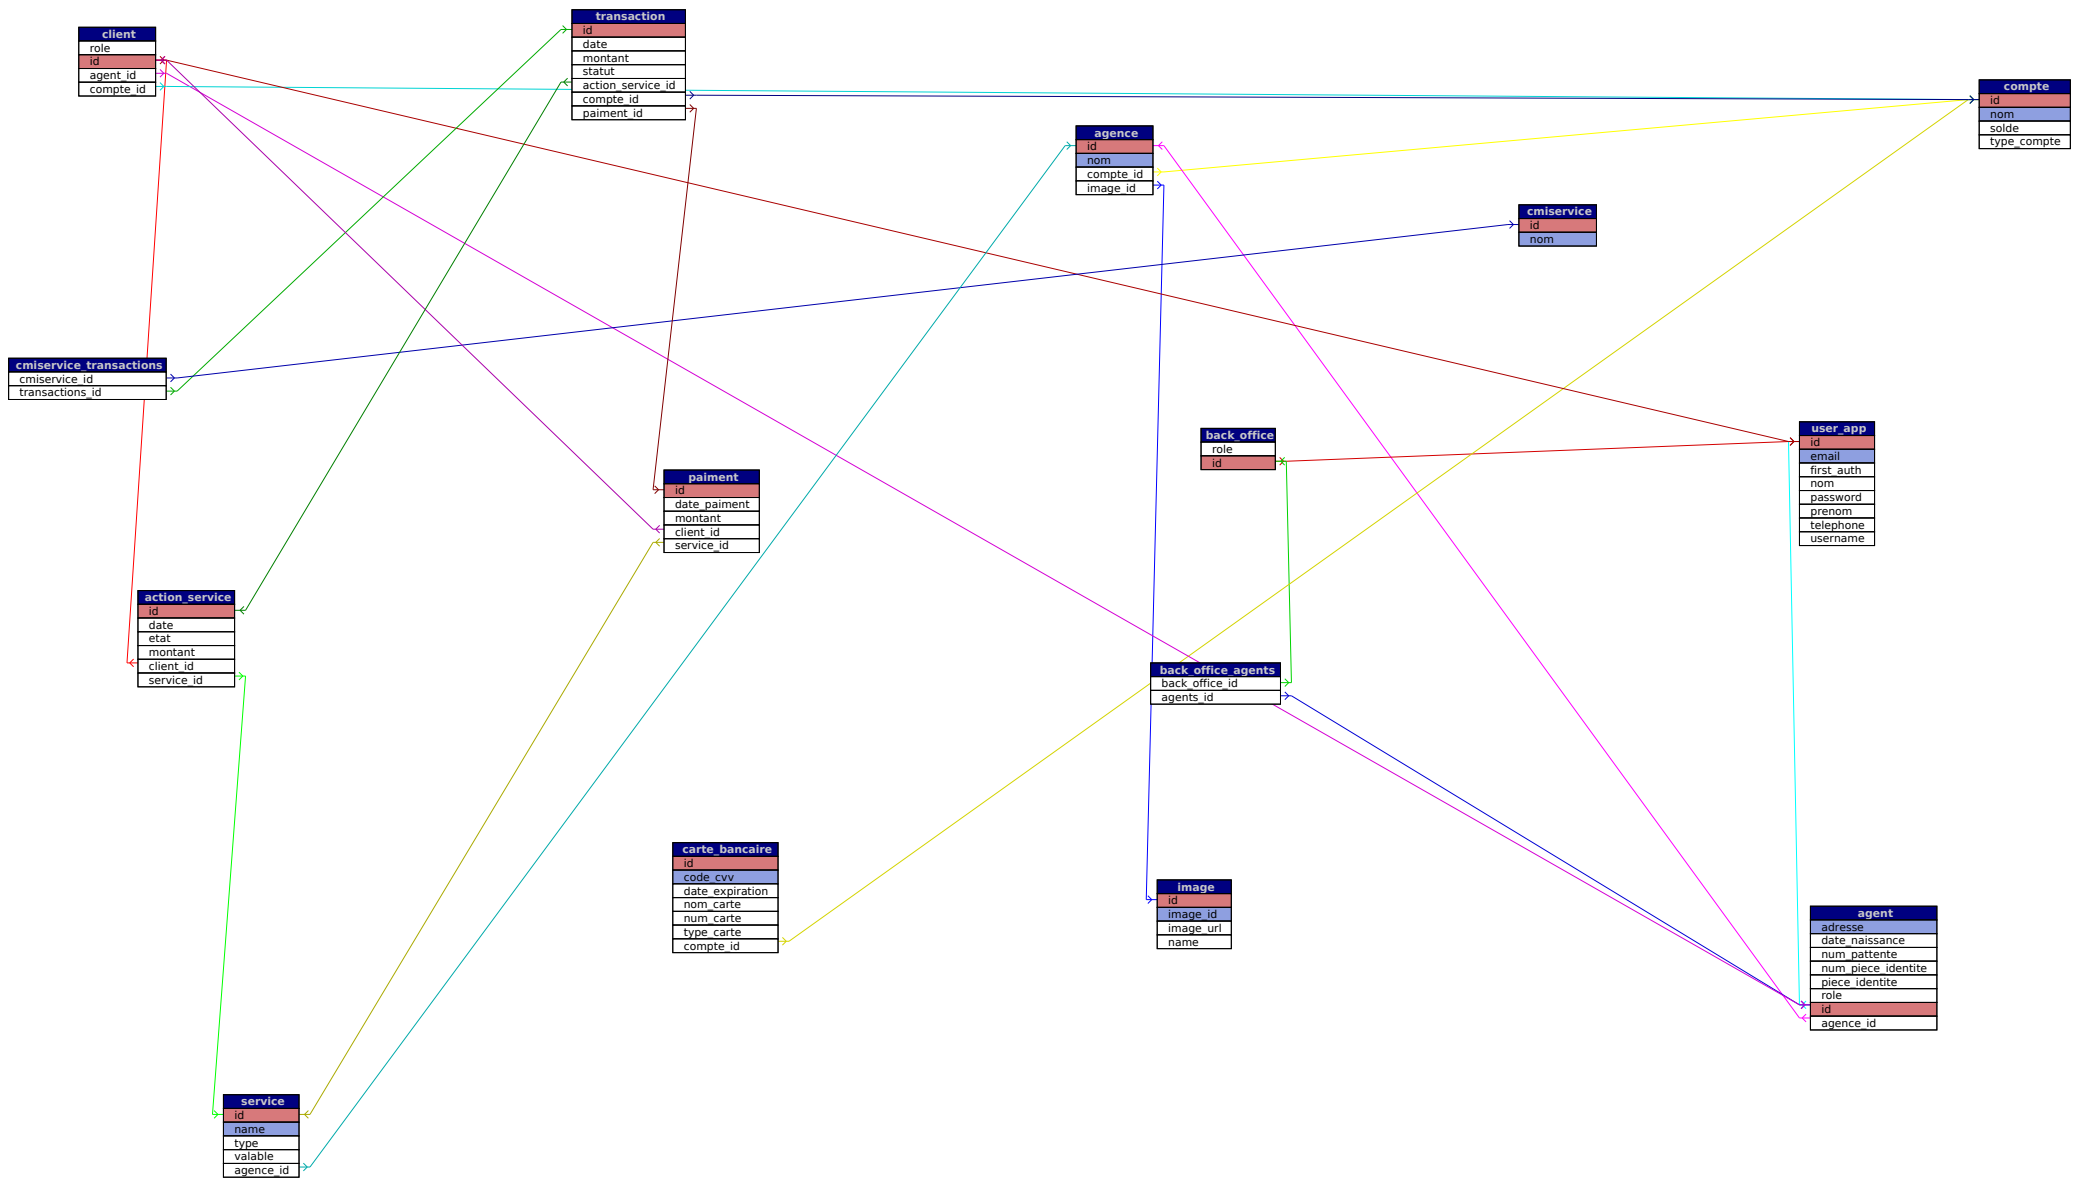 transaction
id
date
montant
statut
action_service_id
compte_id
paiment_id
client
role
id
agent_id
compte_id
compte
id
nom
solde
type_compte
agence
id
nom
compte_id
image_id
cmiservice
id
nom
cmiservice_transactions
cmiservice_id
transactions_id
back_office
role
id
user_app
id
email
first_auth
nom
password
prenom
telephone
username
paiment
id
date_paiment
montant
client_id
service_id
action_service
id
date
etat
montant
client_id
service_id
back_office_agents
back_office_id
agents_id
carte_bancaire
id
code_cvv
date_expiration
nom_carte
num_carte
type_carte
compte_id
image
id
image_id
image_url
name
agent
adresse
date_naissance
num_pattente
num_piece_identite
piece_identite
role
id
agence_id
service
id
name
type
valable
agence_id